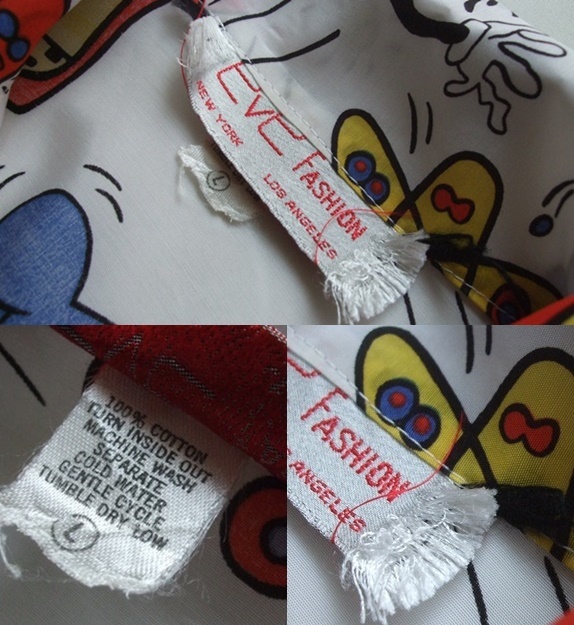 EVE FASHION
NEW YORK
LOS ANGELES
L
100% COTTON
TURN INSIDE OUT
MACHINE WASH
SEPARATE
COLD WATER
GENTLE CYCLE
TUMBLE DRY, LOW
L
FASHION
ANGELES